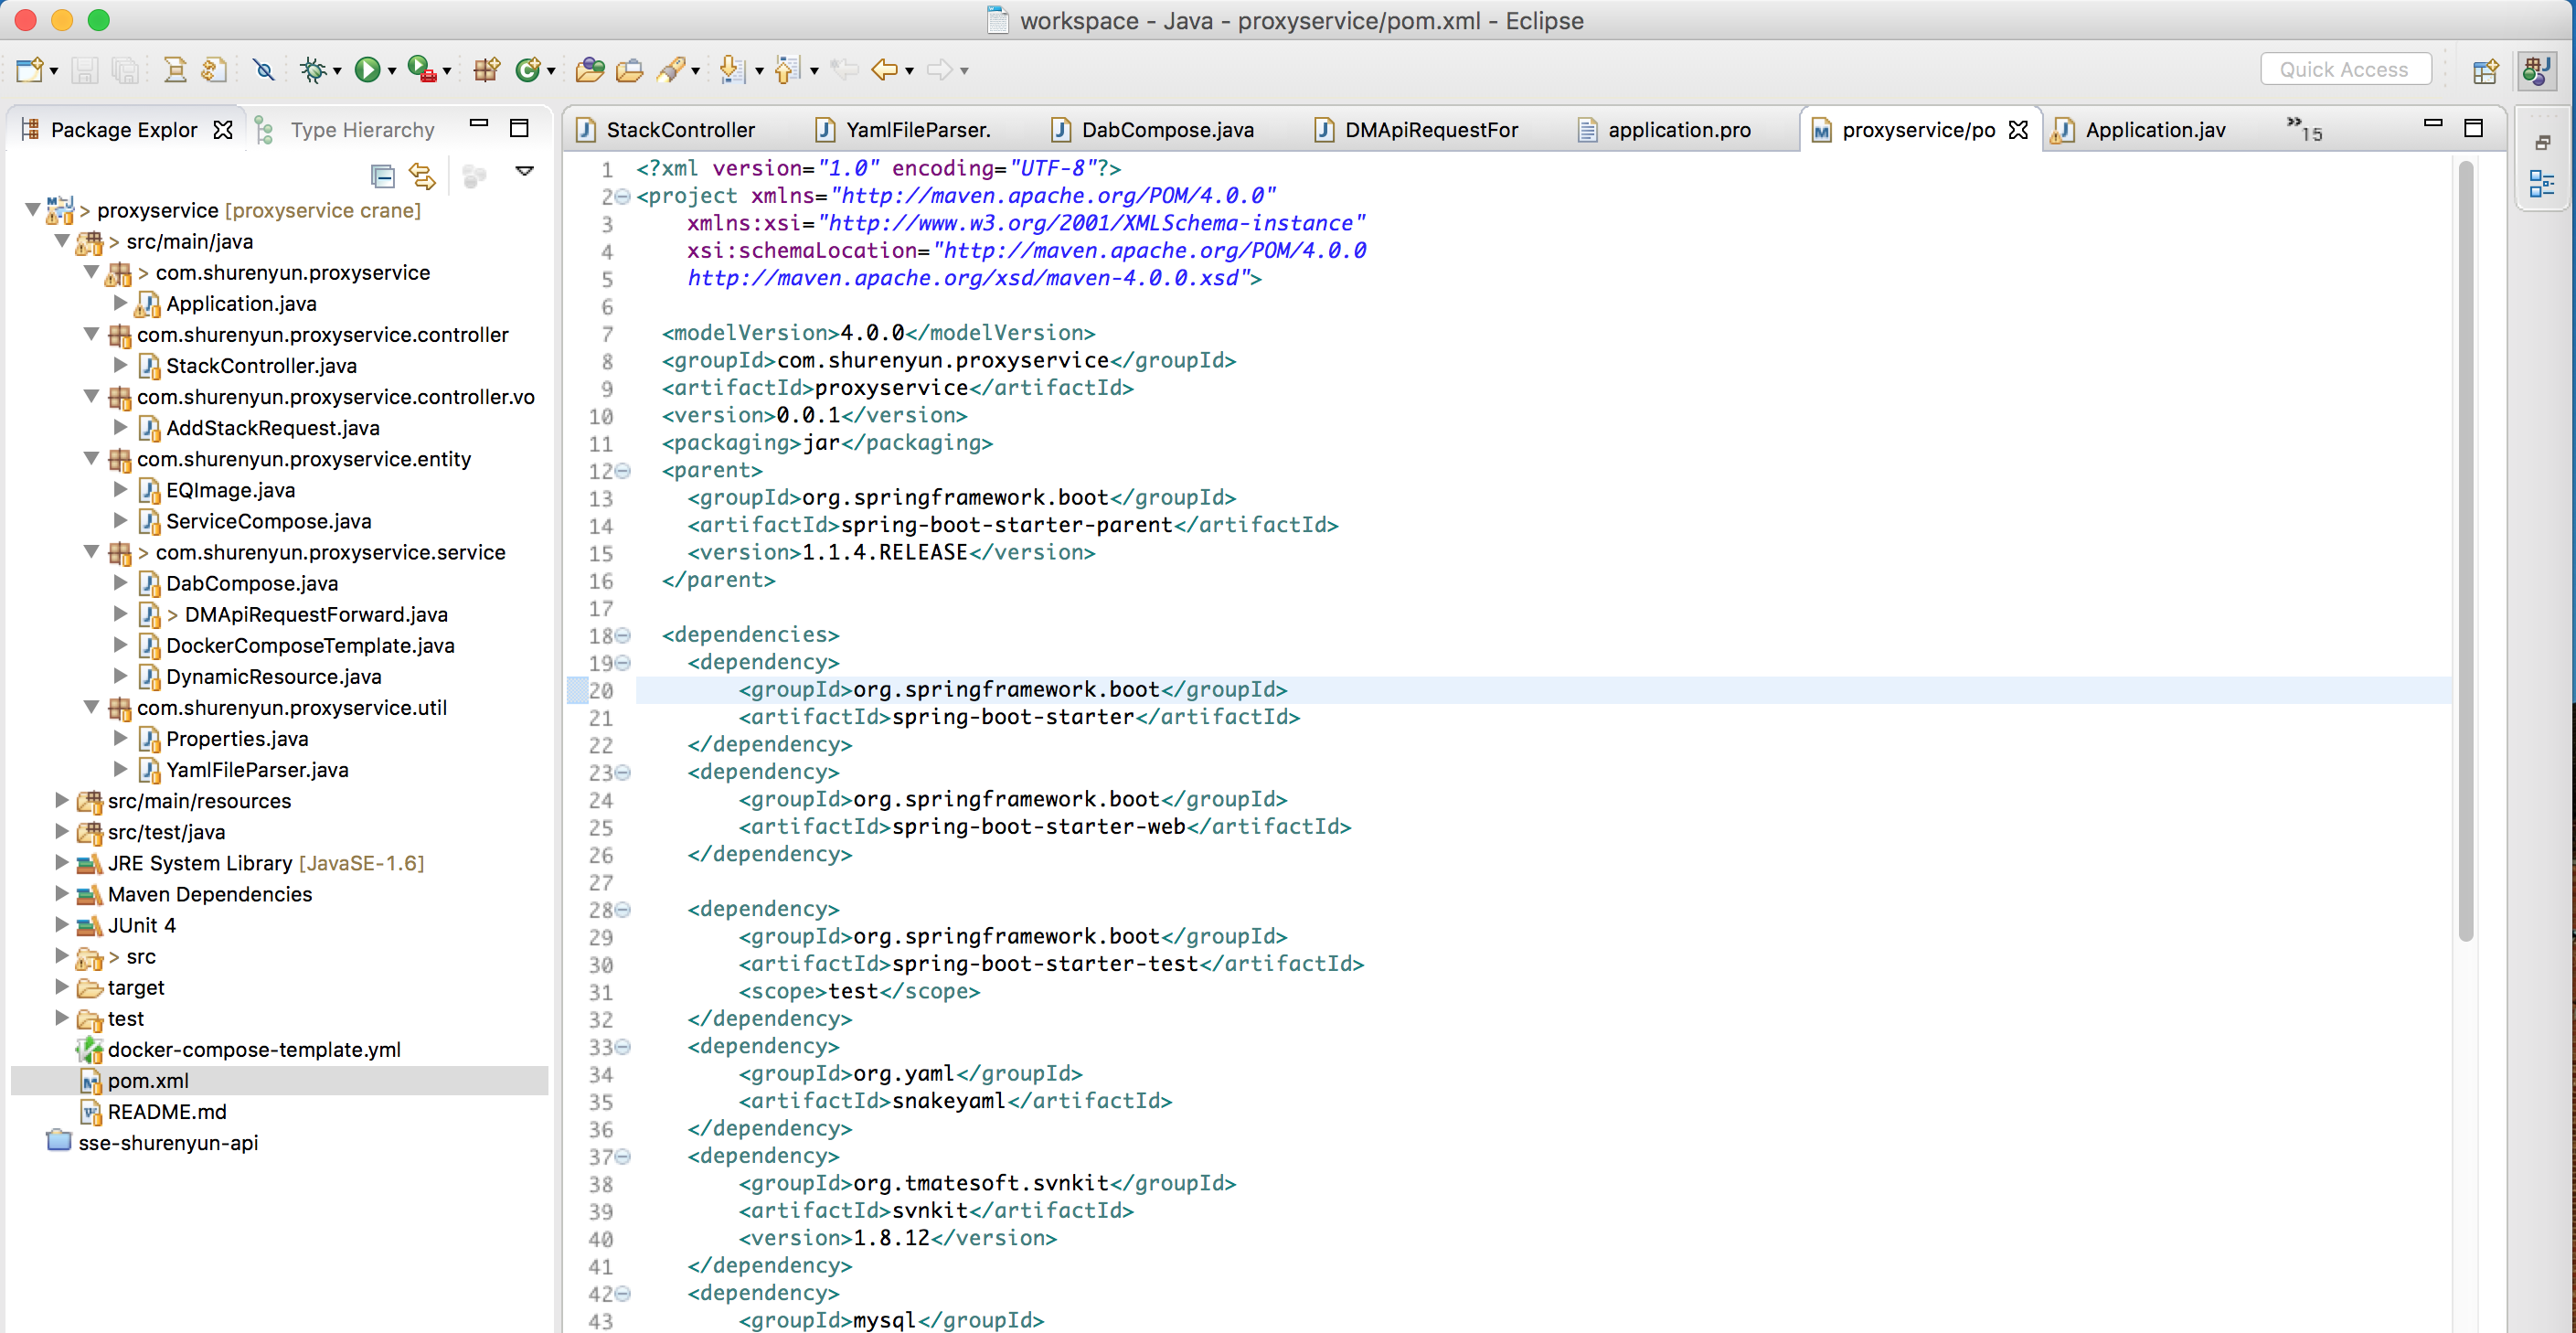 workspace - Java - proxyservice/pom.xml - Eclipse
Quick Access
Package Explor
Type Hierarchy
> proxyservice [proxyservice crane]
> src/main/java
> com.shurenyun.proxyservice
Application.java
com.shurenyun.proxyservice.controller
StackController.java
com.shurenyun.proxyservice.controller.vo
AddStackRequest.java
com.shurenyun.proxyservice.entity
EQImage.java
ServiceCompose.java
> com.shurenyun.proxyservice.service
DabCompose.java
> DMApiRequestForward.java
DockerComposeTemplate.java
DynamicResource.java
com.shurenyun.proxyservice.util
Properties.java
YamlFileParser.java
src/main/resources
src/test/java
JRE System Library [JavaSE-1.6]
Maven Dependencies
JUnit 4
> src
target
test
docker-compose-template.yml
pom.xml
README.md
sse-shurenyun-api
StackController
YamlFileParser.
DabCompose.java
DMApiRequestFor
application.pro
proxyservice/po
Application.jav
»15
1 <?xml version="1.0" encoding="UTF-8"?>
2 <project xmlns="http://maven.apache.org/POM/4.0.0"
3 xmlns:xsi="http://www.w3.org/2001/XMLSchema-instance"
4 xsi:schemaLocation="http://maven.apache.org/POM/4.0.0
5 http://maven.apache.org/xsd/maven-4.0.0.xsd">
6
7 <modelVersion>4.0.0</modelVersion>
8 <groupId>com.shurenyun.proxyservice</groupId>
9 <artifactId>proxyservice</artifactId>
10 <version>0.0.1</version>
11 <packaging>jar</packaging>
12 <parent>
13 <groupId>org.springframework.boot</groupId>
14 <artifactId>spring-boot-starter-parent</artifactId>
15 <version>1.1.4.RELEASE</version>
16 </parent>
17
18 <dependencies>
19 <dependency>
20 <groupId>org.springframework.boot</groupId>
21 <artifactId>spring-boot-starter</artifactId>
22 </dependency>
23 <dependency>
24 <groupId>org.springframework.boot</groupId>
25 <artifactId>spring-boot-starter-web</artifactId>
26 </dependency>
27
28 <dependency>
29 <groupId>org.springframework.boot</groupId>
30 <artifactId>spring-boot-starter-test</artifactId>
31 <scope>test</scope>
32 </dependency>
33 <dependency>
34 <groupId>org.yaml</groupId>
35 <artifactId>snakeyaml</artifactId>
36 </dependency>
37 <dependency>
38 <groupId>org.tmatesoft.svnkit</groupId>
39 <artifactId>svnkit</artifactId>
40 <version>1.8.12</version>
41 </dependency>
42 <dependency>
43 <groupId>mysql</groupId>